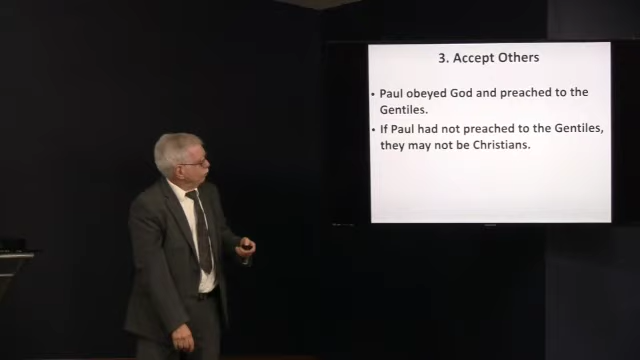 3. Accept Others
• Paul obeyed God and preached to the
Gentiles.
• If Paul had not preached to the Gentiles,
they may not be Christians.